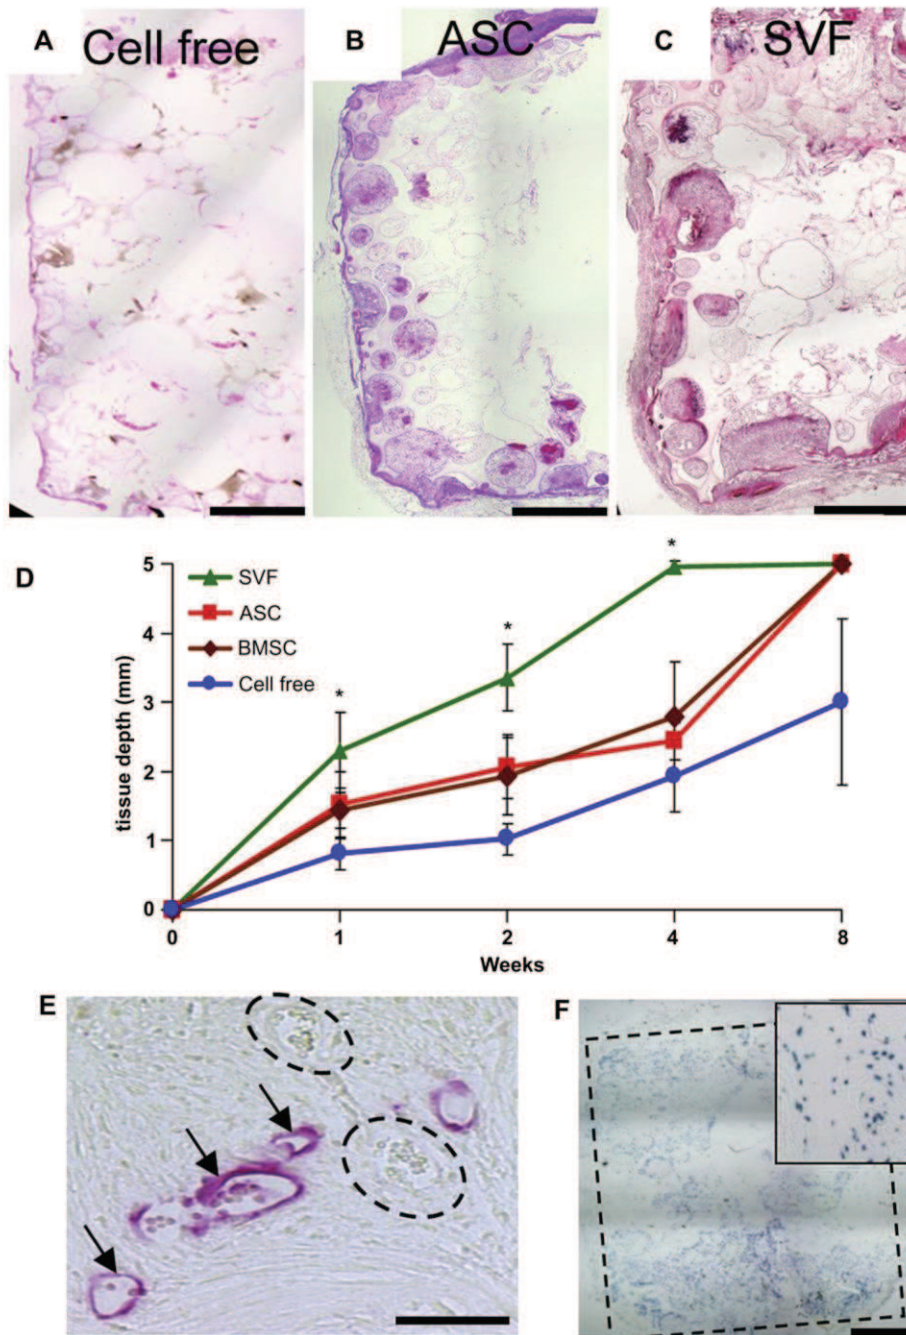 A Cell free
B ASC
C SVF
D
SVF
ASC
BMSC
Cell free
tissue depth (mm)
5
4
3
2
1
0
*
*
*
0 1 2 4 8
Weeks
E
F